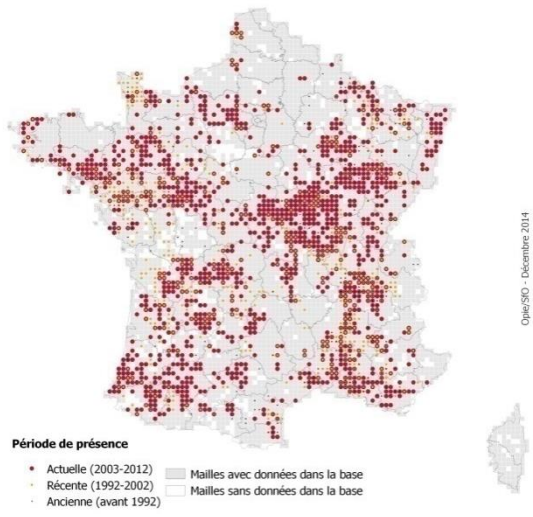 Opie/SfO - Décembre 2014
Période de présence
Actuelle (2003-2012)
Récente (1992-2002)
Ancienne (avant 1992)
Mailles avec données dans la base
Mailles sans données dans la base